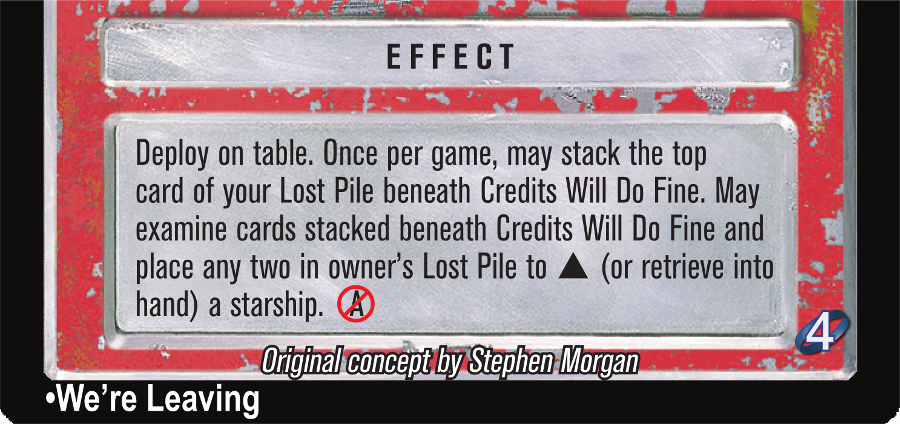 EFFECT
Deploy on table. Once per game, may stack the top
card of your Lost Pile beneath Credits Will Do Fine. May
examine cards stacked beneath Credits Will Do Fine and
place any two in owner's Lost Pile to ▲ (or retrieve into
hand) a starship. A
4
Original concept by Stephen Morgan
•We're Leaving